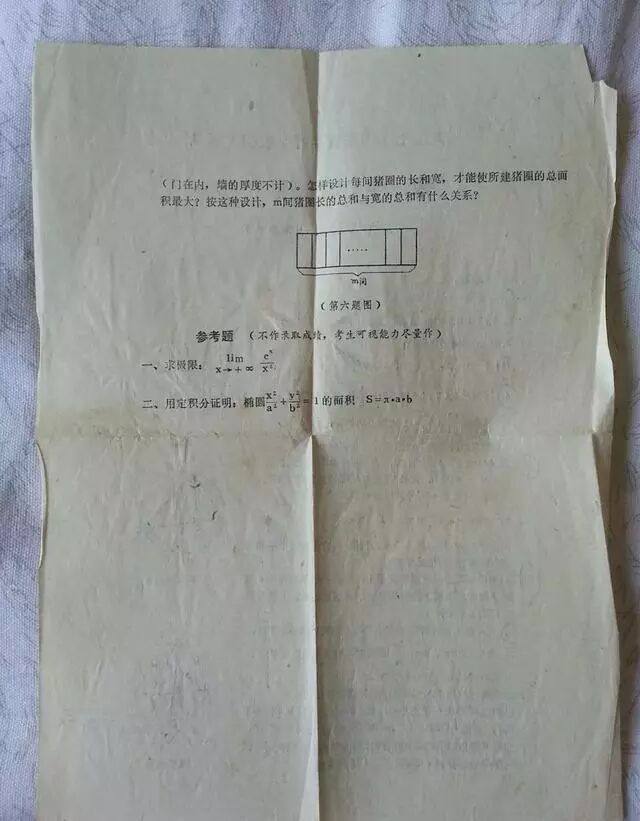 (门在内,墙的厚度不计)。怎样设计每间猪圈的长和宽,才能使所建猪圈的总面
积最大?按这种设计,m间猪圈长的总和与宽的总和有什么关系?
.....
m间
(第六题图)
参考题 (不作录取成绩,考生可视能力尽量作)
一、求极限: lim x→+∞ e^x/x²
二、用定积分证明:椭圆x²/a²+y²/b²=1的面积 S=π•a•b